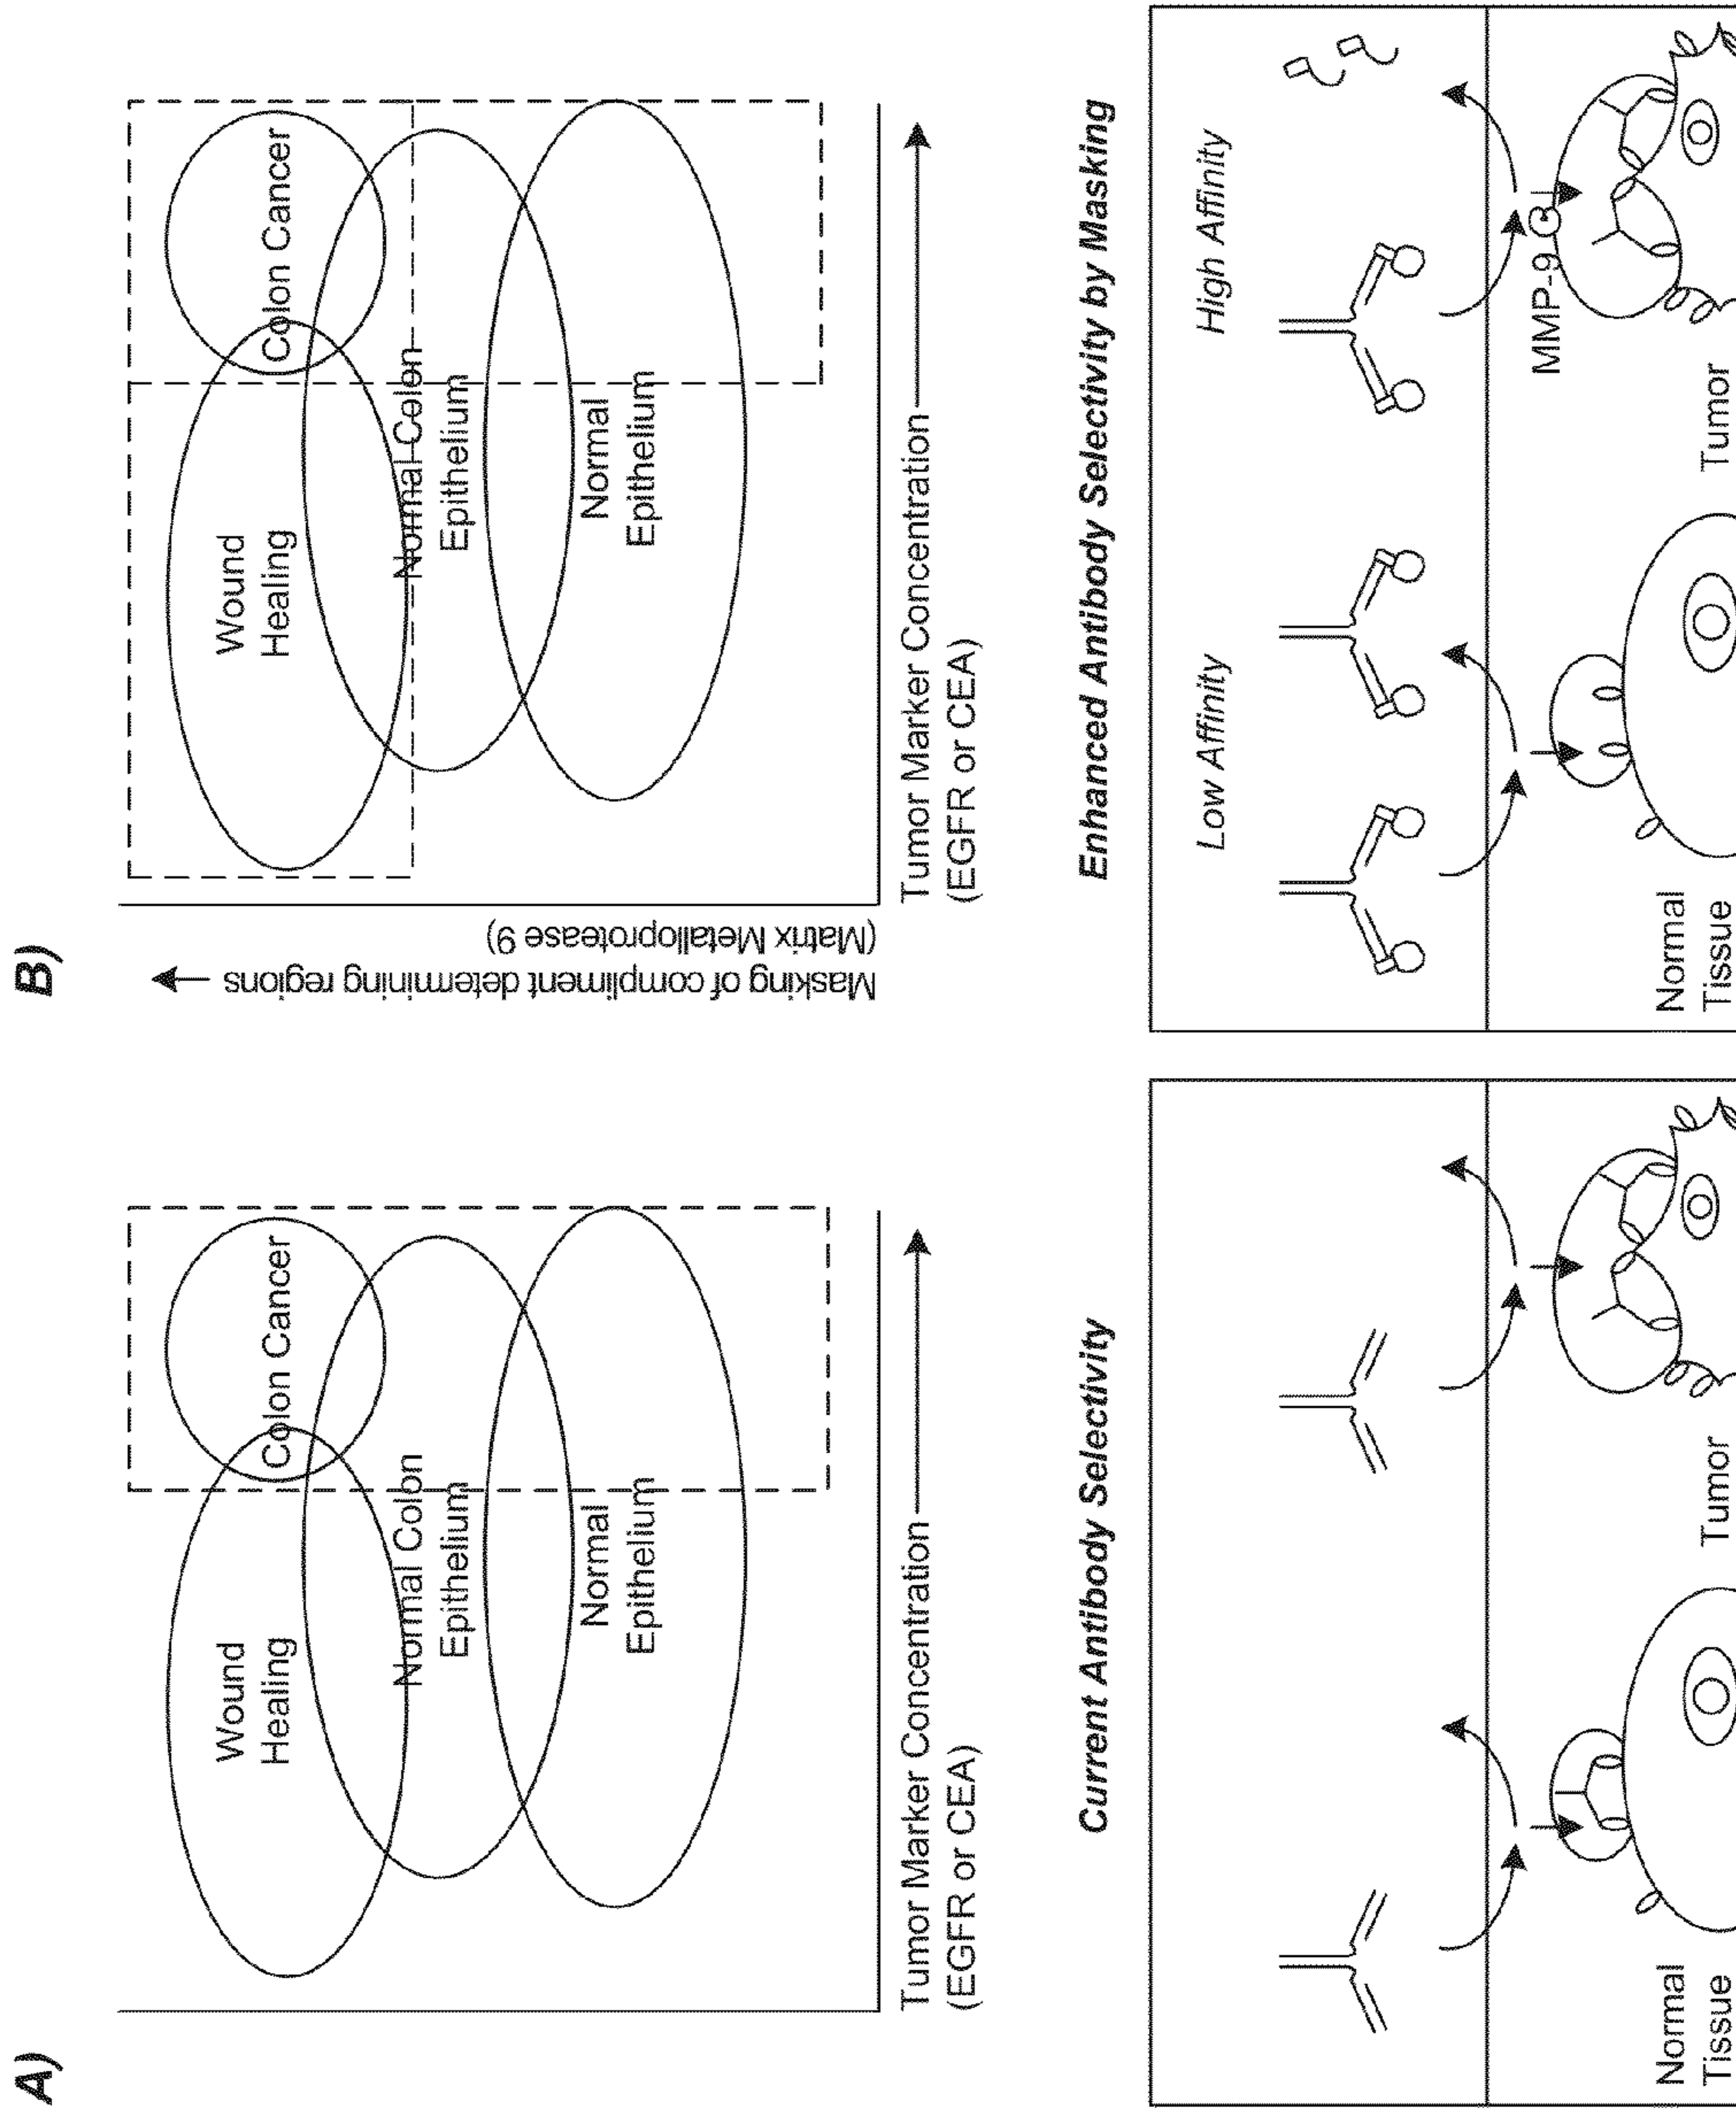 A)
Wound
Healing
Colon Cancer
Normal Colon
Epithelium
Normal
Epithelium
Tumor Marker Concentration
(EGFR or CEA)
Current Antibody Selectivity
Normal
Tissue
Tumor
B)
Masking of compliment determining regions
(Matrix Metalloprotease 9)
Wound
Healing
Colon Cancer
Normal Colon
Epithelium
Normal
Epithelium
Tumor Marker Concentration
(EGFR or CEA)
Enhanced Antibody Selectivity by Masking
Low Affinity
High Affinity
MMP-9
Normal
Tissue
Tumor